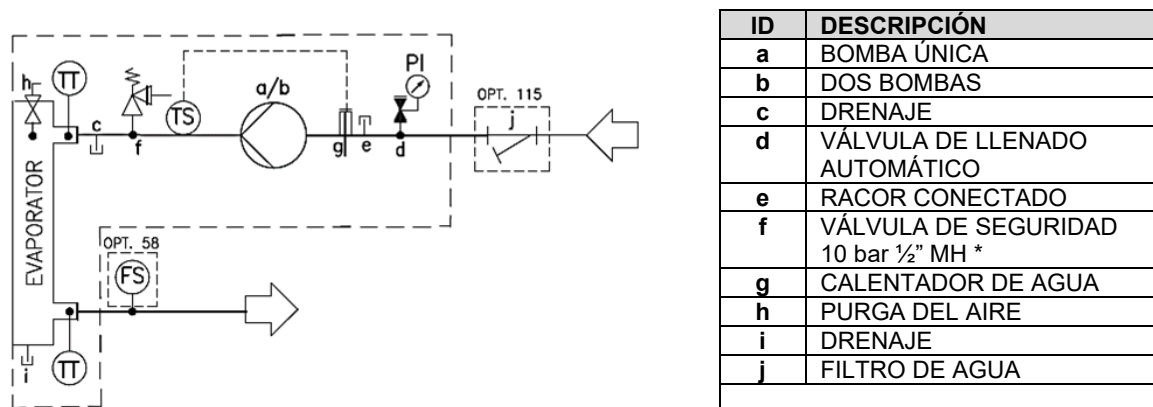 h
TT
TS
a/b
PI
OPT. 115
j
c
f
g
e
d
EVAPORATOR
OPT. 58
FS
i
TT
ID DESCRIPCIÓN
a BOMBA ÚNICA
b DOS BOMBAS
c DRENAJE
d VÁLVULA DE LLENADO
AUTOMÁTICO
e RACOR CONECTADO
f VÁLVULA DE SEGURIDAD
10 bar ½” MH *
g CALENTADOR DE AGUA
h PURGA DEL AIRE
i DRENAJE
j FILTRO DE AGUA